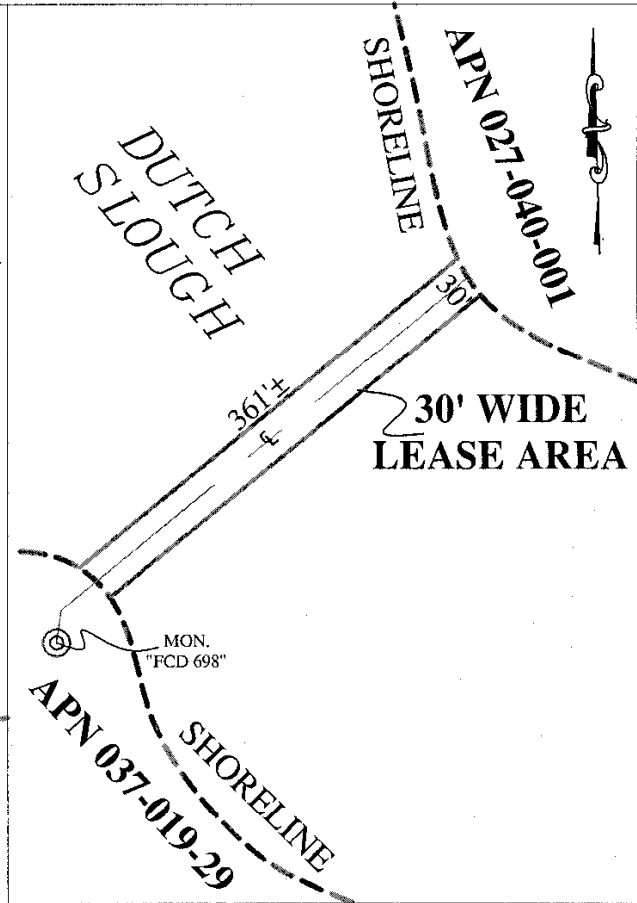 DUTCH
SLOUGH
SHORELINE
APN 027-040-001
30'
361'±
℄
30' WIDE
LEASE AREA
MON.
"FCD 698"
APN 037-019-29
SHORELINE